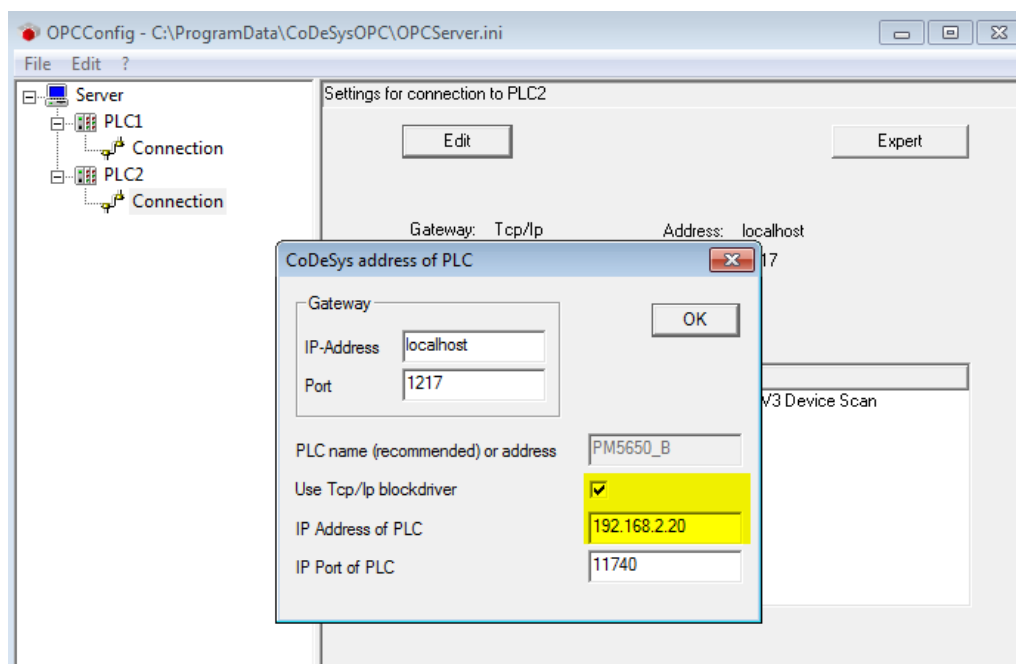 OPCConfig - C:\ProgramData\CoDeSysOPC\OPCServer.ini
File Edit ?
Server
PLC1
Connection
PLC2
Connection
Settings for connection to PLC2
Edit
Expert
Gateway: Tcp/Ip
Address: localhost
17
CoDeSys address of PLC
Gateway
OK
IP-Address localhost
Port 1217
V3 Device Scan
PLC name (recommended) or address PM5650_B
Use Tcp/Ip blockdriver
IP Address of PLC 192.168.2.20
IP Port of PLC 11740